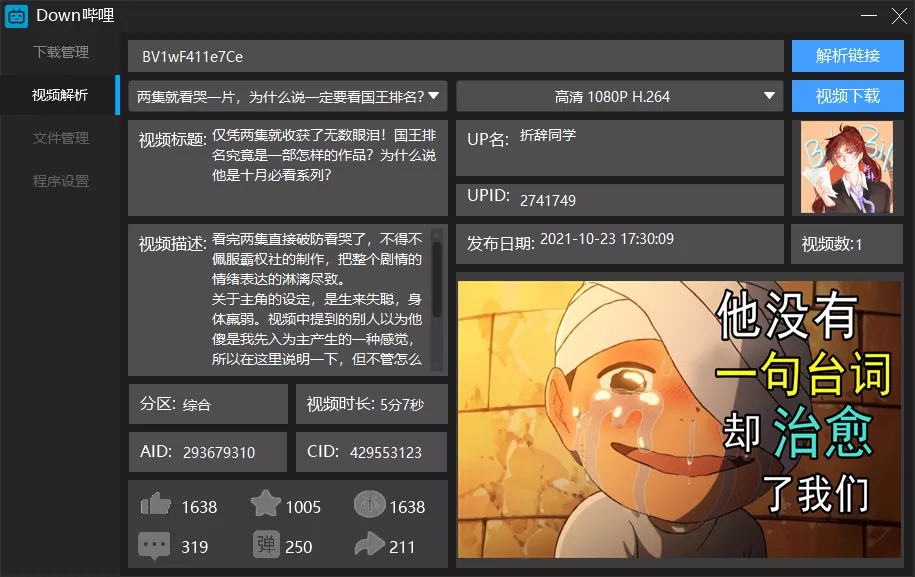 Down哔哩
下载管理
视频解析
文件管理
程序设置
BV1wF411e7Ce
解析链接
两集就看哭一片，为什么说一定要看国王排名?
高清 1080P H.264
视频下载
视频标题:
仅凭两集就收获了无数眼泪！国王排
名究竟是一部怎样的作品？为什么说
他是十月必看系列?
UP名:
折辞同学
UPID:
2741749
视频描述:
看完两集直接破防看哭了，不得不
佩服霸权社的制作，把整个剧情的
情绪表达的淋漓尽致。
关于主角的设定，是生来失聪，身
体羸弱。视频中提到的别人以为他
傻是我先入为主产生的一种感觉，
所以在这里说明一下，但不管怎么
发布日期:
2021-10-23 17:30:09
视频数:1
他没有
一句台词
却治愈
了我们
分区:
综合
视频时长:
5分7秒
AID:
293679310
CID:
429553123
1638
1005
1638
319
弹
250
211